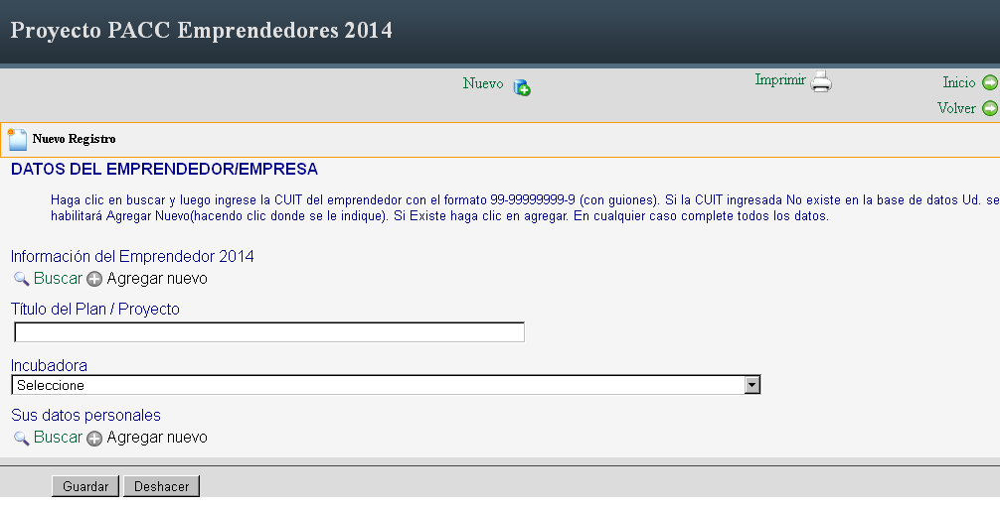 Proyecto PACC Emprendedores 2014
Nuevo
Imprimir
Inicio
Volver
Nuevo Registro
DATOS DEL EMPRENDEDOR/EMPRESA
Haga clic en buscar y luego ingrese la CUIT del emprendedor con el formato 99-99999999-9 (con guiones). Si la CUIT ingresada No existe en la base de datos Ud. se
habilitará Agregar Nuevo(hacendo clic donde se le indique). Si Existe haga clic en agregar. En cualquier caso complete todos los datos.
Información del Emprendedor 2014
Buscar Agregar nuevo
Título del Plan / Proyecto
Incubadora
Seleccione
Sus datos personales
Buscar Agregar nuevo
Guardar Deshacer